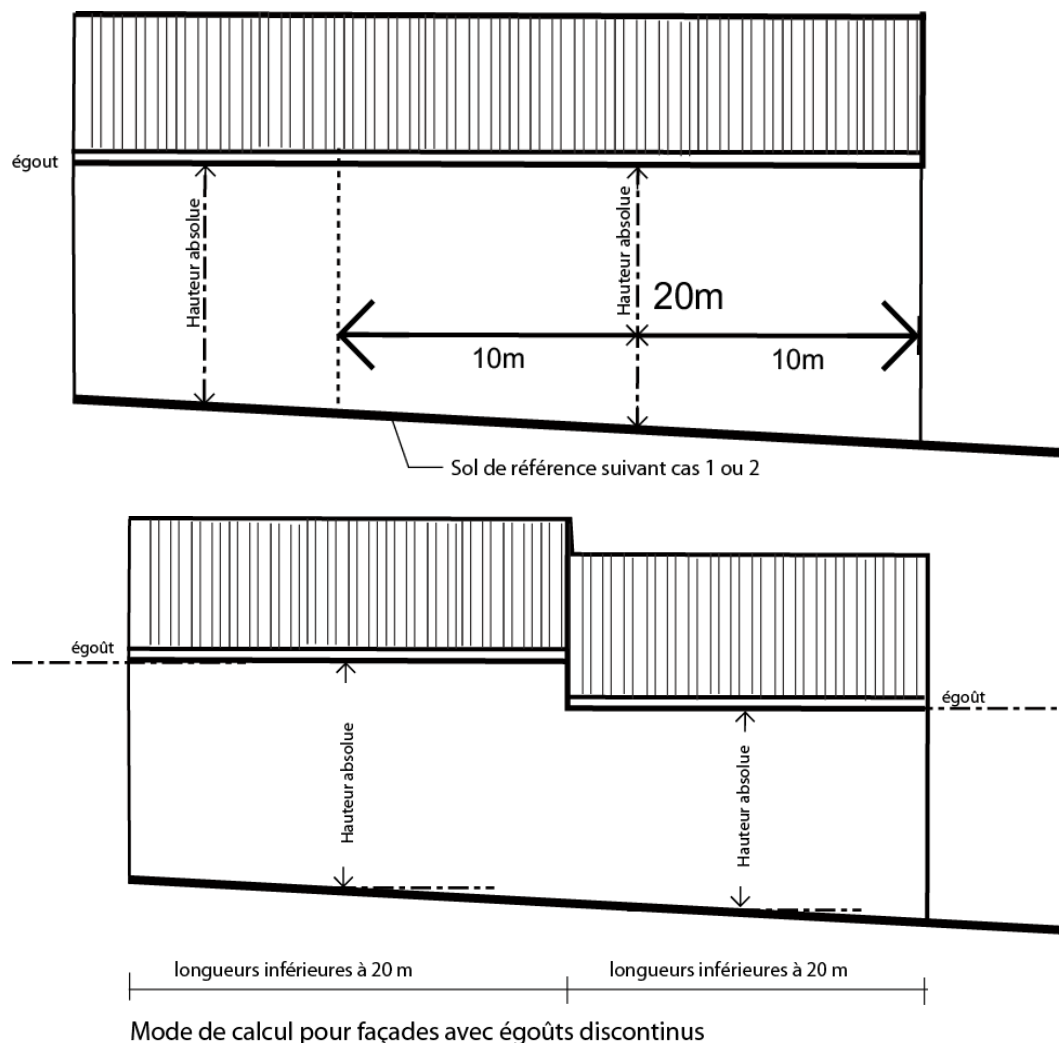 égout
Hauteur absolue
Hauteur absolue
20m
10m
10m
Sol de référence suivant cas 1 ou 2
égoût
égoût
Hauteur absolue
Hauteur absolue
longueurs inférieures à 20 m
longueurs inférieures à 20 m
Mode de calcul pour façades avec égoûts discontinus